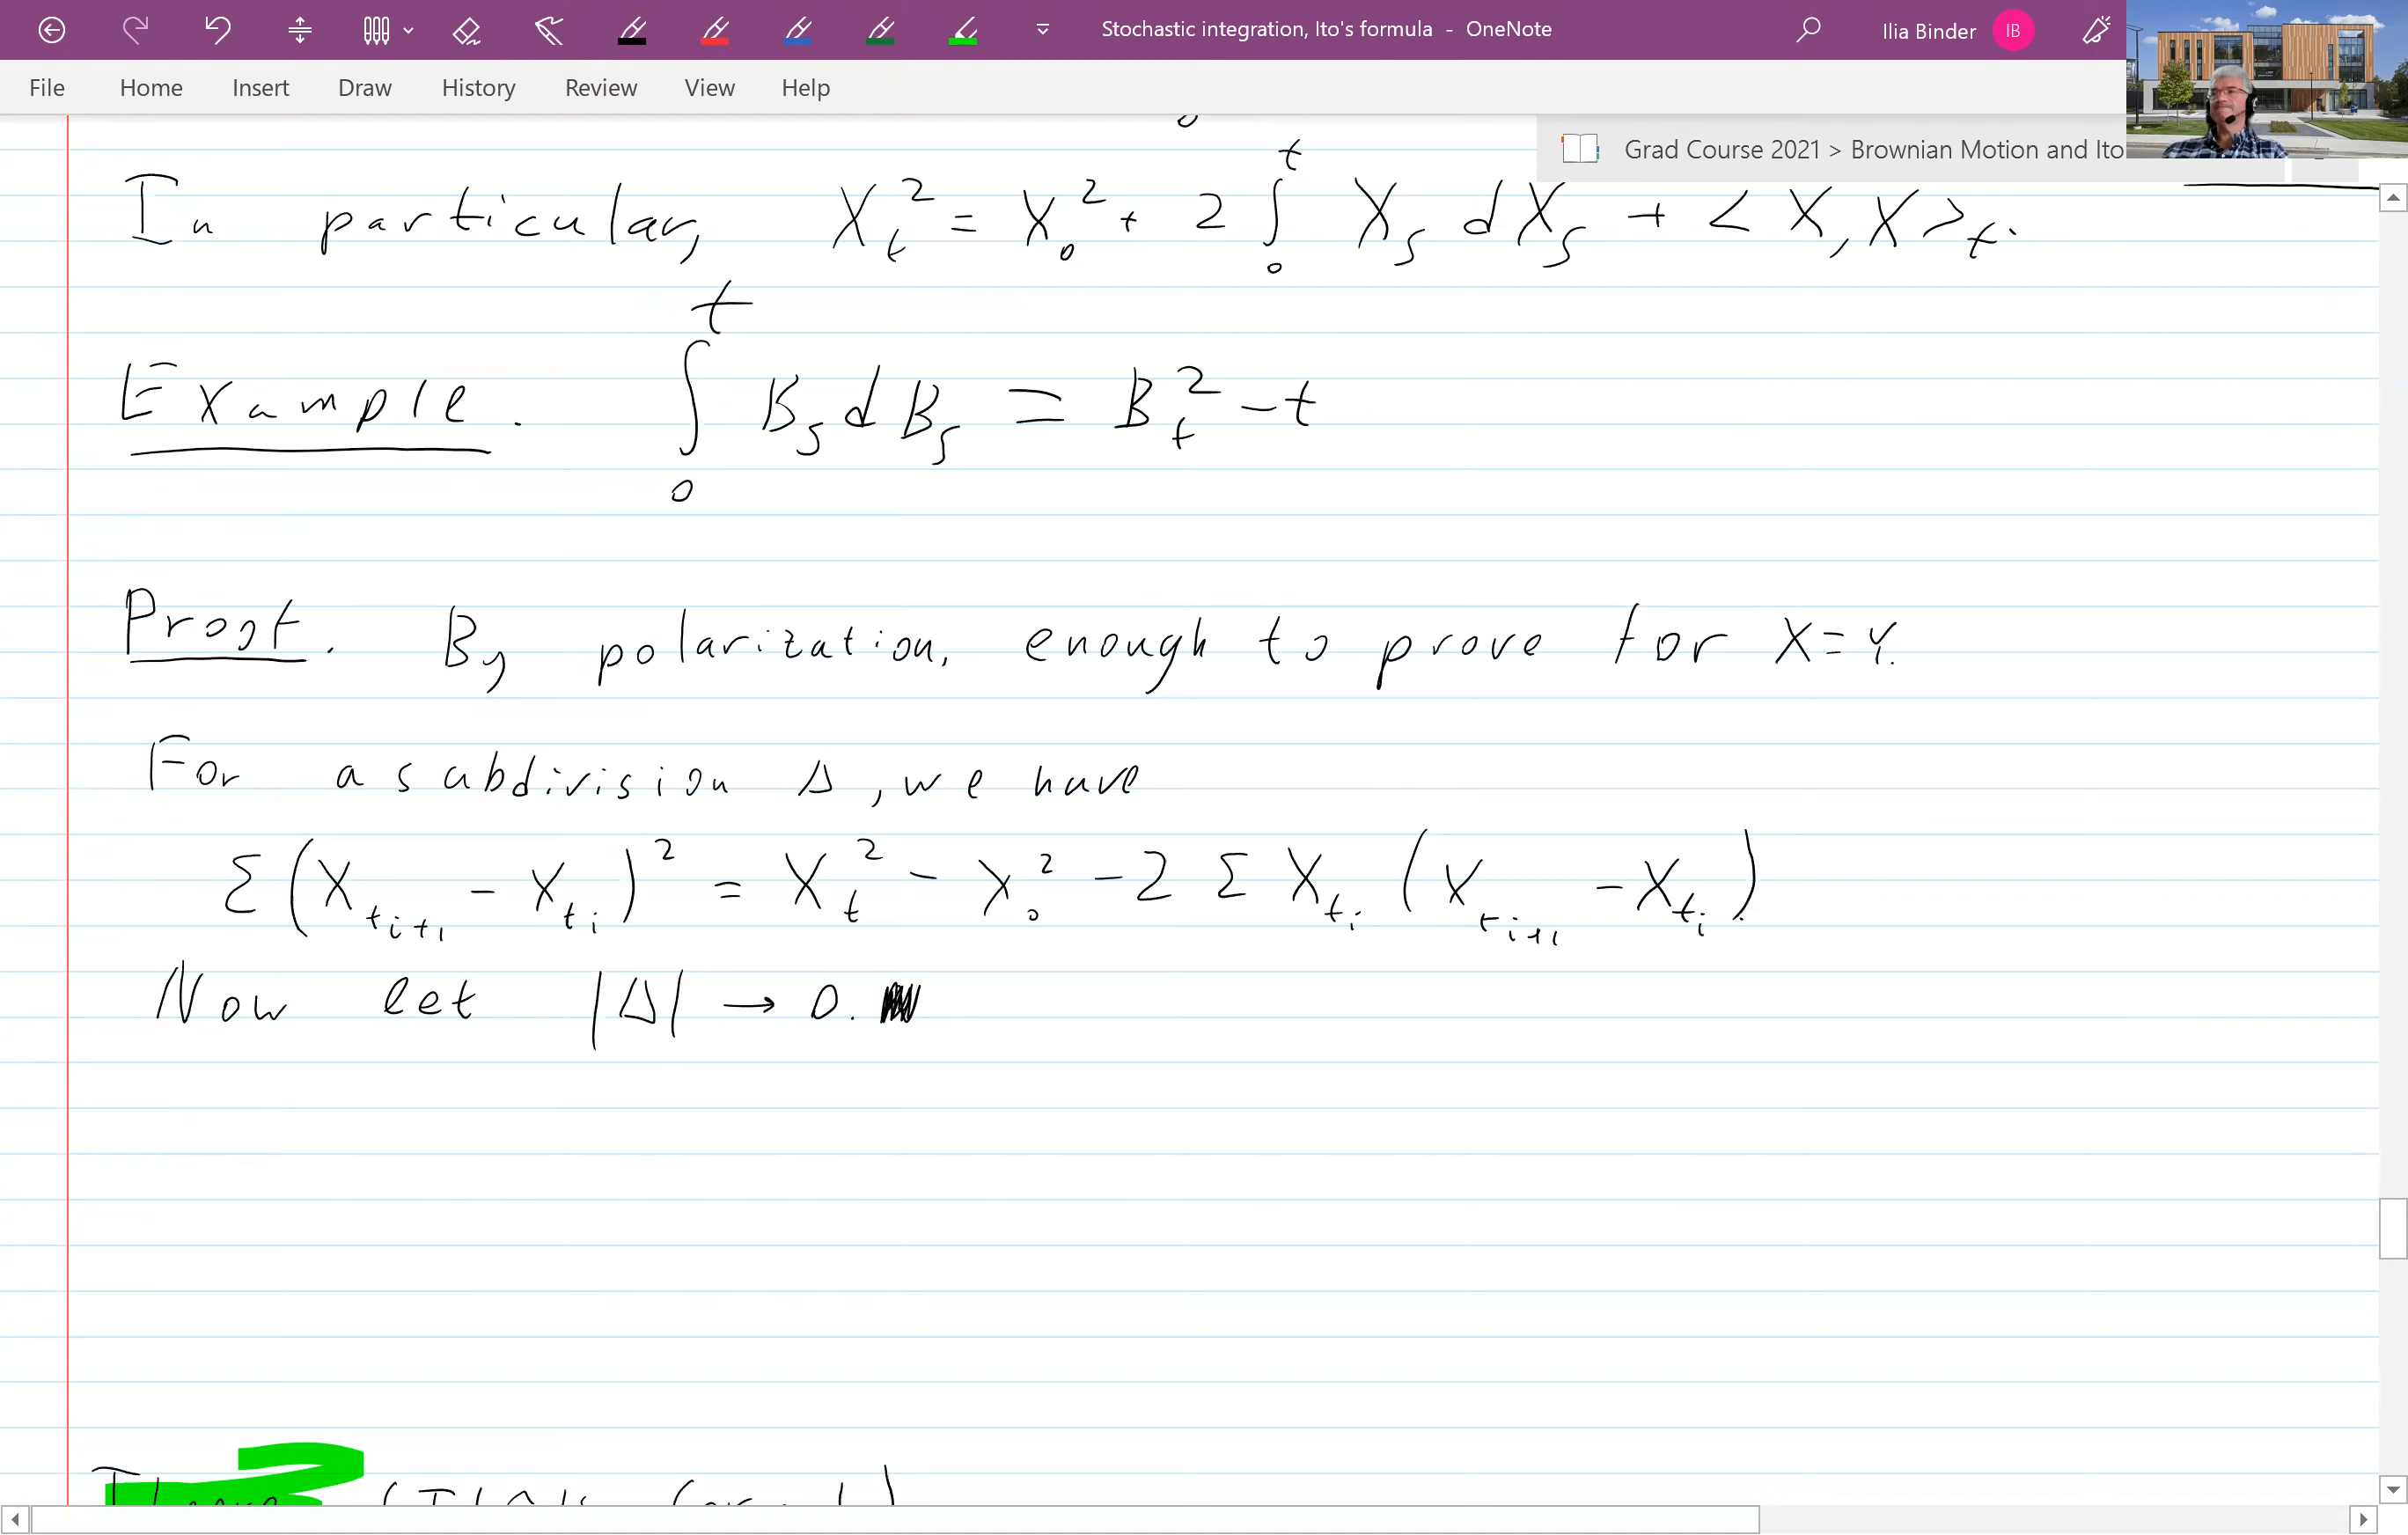 Stochastic integration, Ito's formula - OneNote
Ilia Binder IB
File Home Insert Draw History Review View Help
Grad Course 2021 > Brownian Motion and Ito
In particular, X_t^2 = X_0^2 + 2 ∫_0^t X_s dX_s + <X, X>_t.
Example. ∫_0^t B_s dB_s = B_t^2 - t
Proof. By polarization, enough to prove for X=Y.
For a subdivision Δ, we have
Σ (X_{t_{i+1}} - X_{t_i})^2 = X_t^2 - X_0^2 - 2 Σ X_{t_i} (X_{t_{i+1}} - X_{t_i}).
Now let |Δ| → 0.